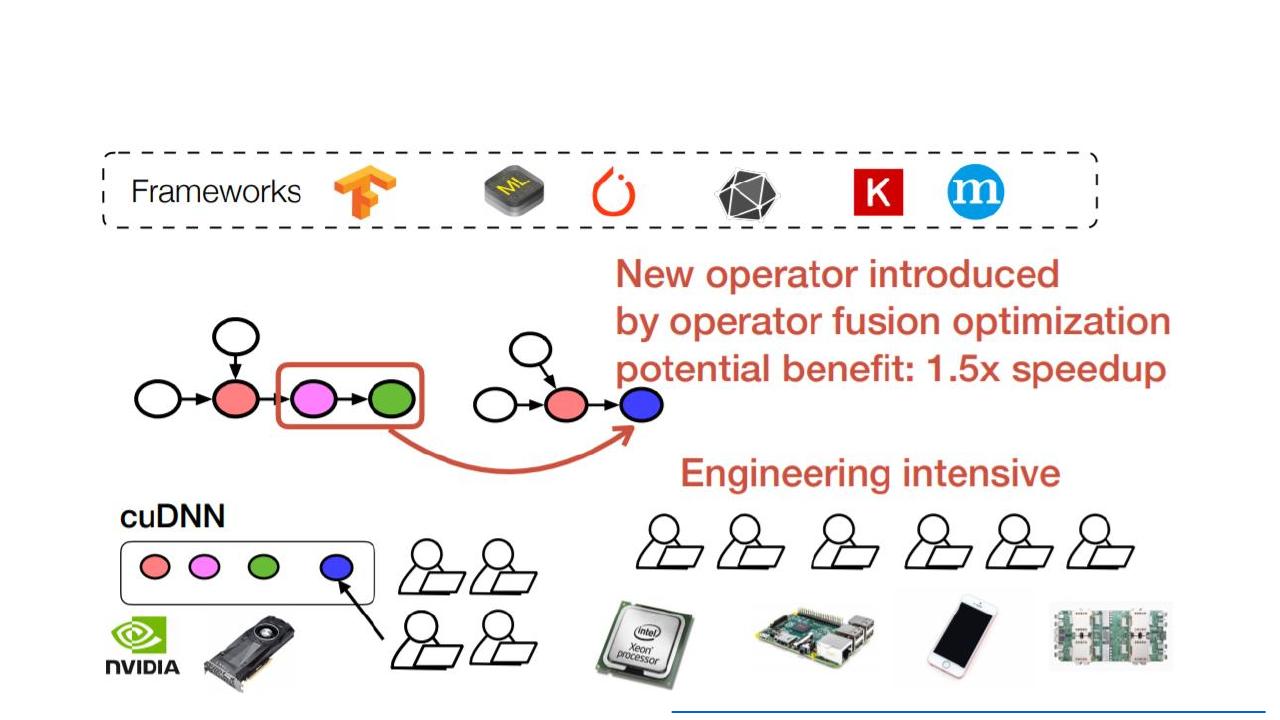 Frameworks
ML
K
m
New operator introduced
by operator fusion optimization
potential benefit: 1.5x speedup
Engineering intensive
cuDNN
NVIDIA
intel
Xeon
processor